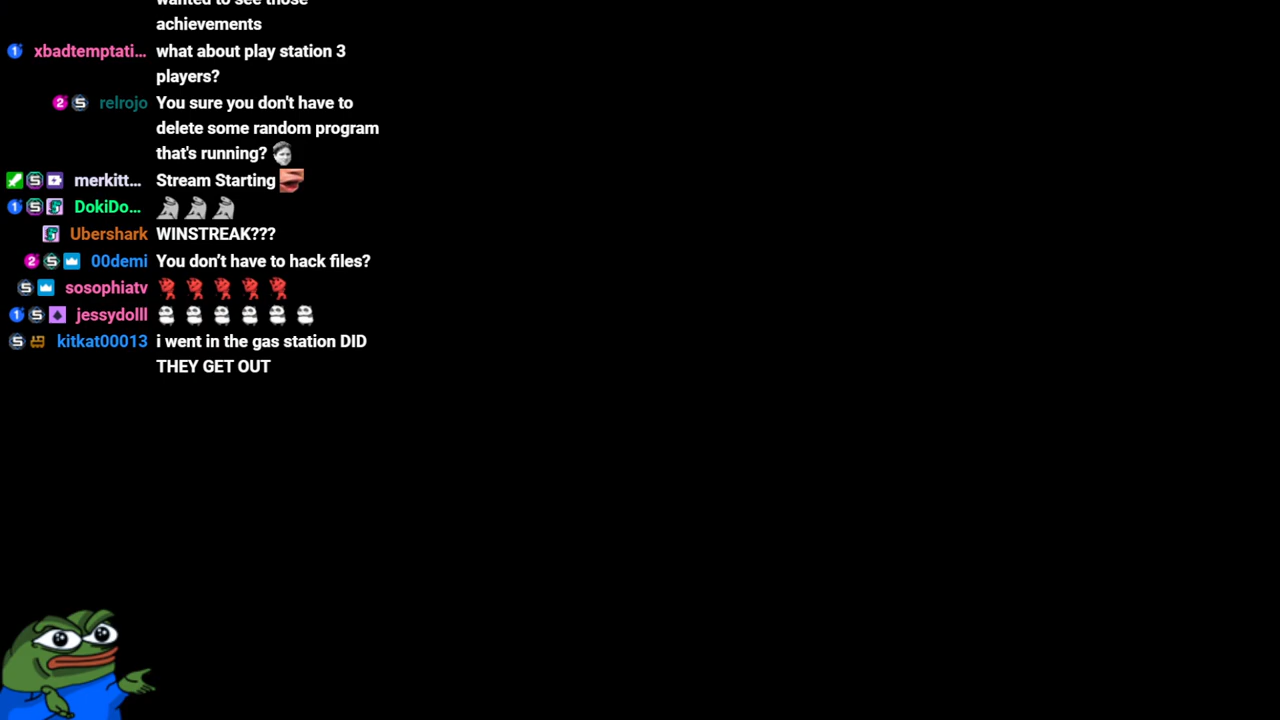 wanted to see those
achievements
xbadtemptati... what about play station 3
players?
relrojo You sure you don't have to
delete some random program
that's running?
merkitt... Stream Starting
DokiDo...
Ubershark WINSTREAK???
00demi You don’t have to hack files?
sosophiatv
jessydolll
kitkat00013 i went in the gas station DID
THEY GET OUT